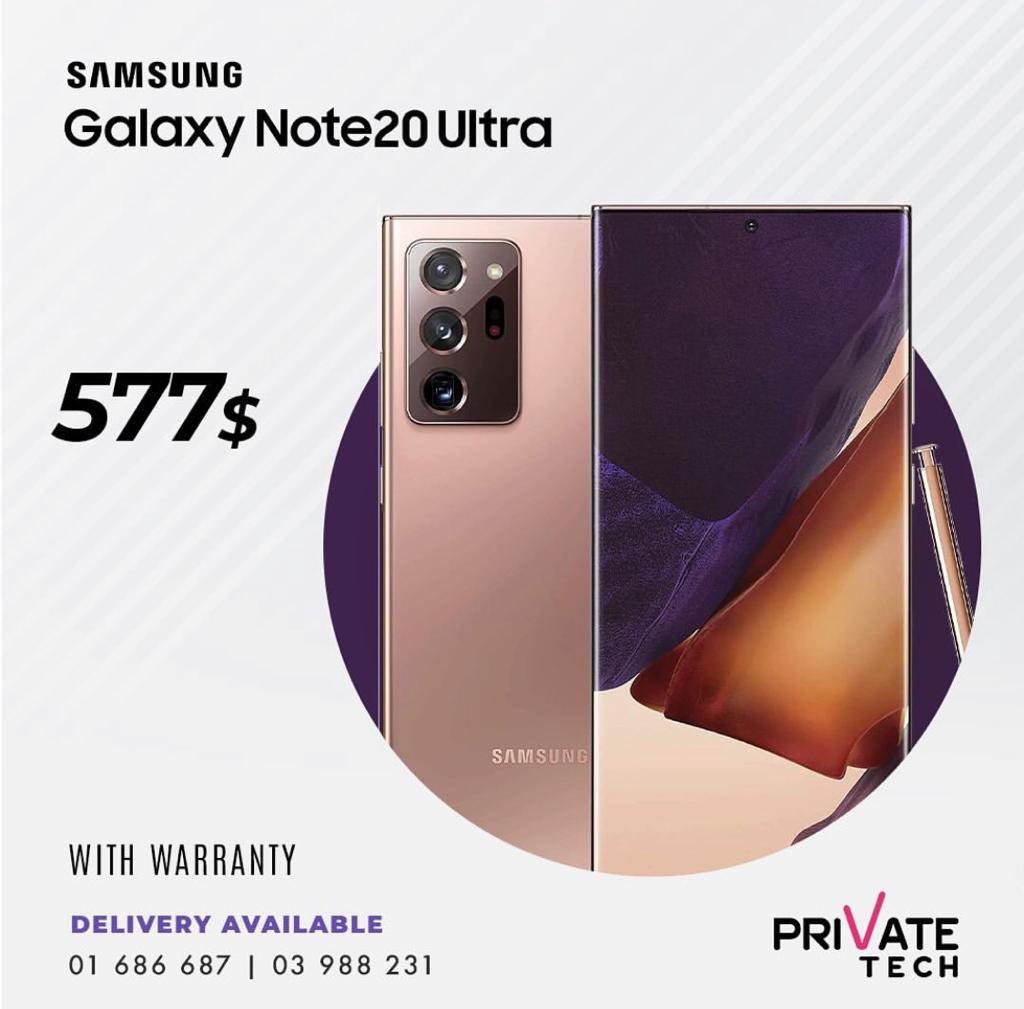 SAMSUNG
Galaxy Note20 Ultra
577$
SAMSUNG
WITH WARRANTY
DELIVERY AVAILABLE
01 686 687 | 03 988 231
PRIVATE
TECH